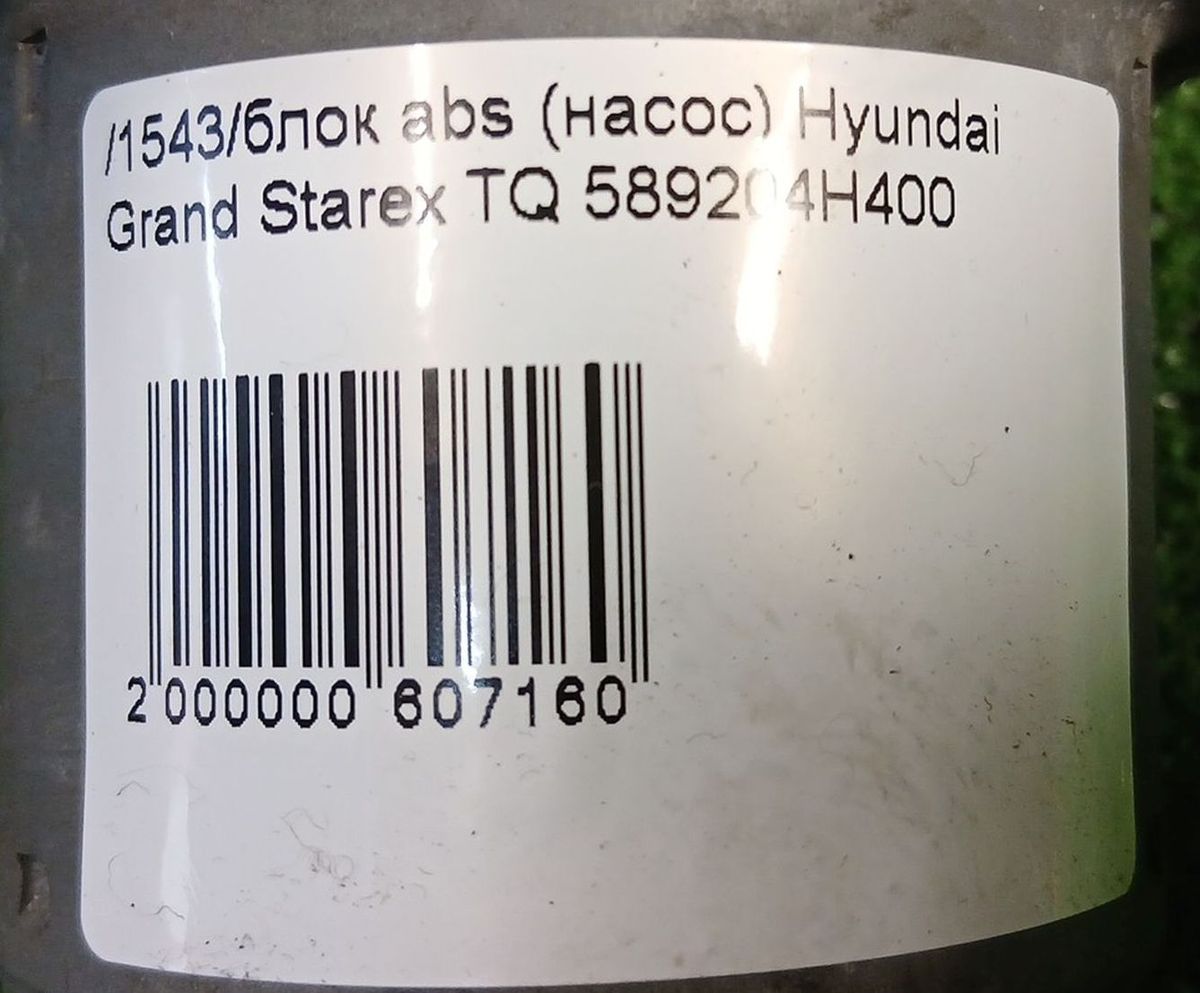 /1543/блок abs (насос) Hyundai
Grand Starex TQ 589204H400
2 000000 607160